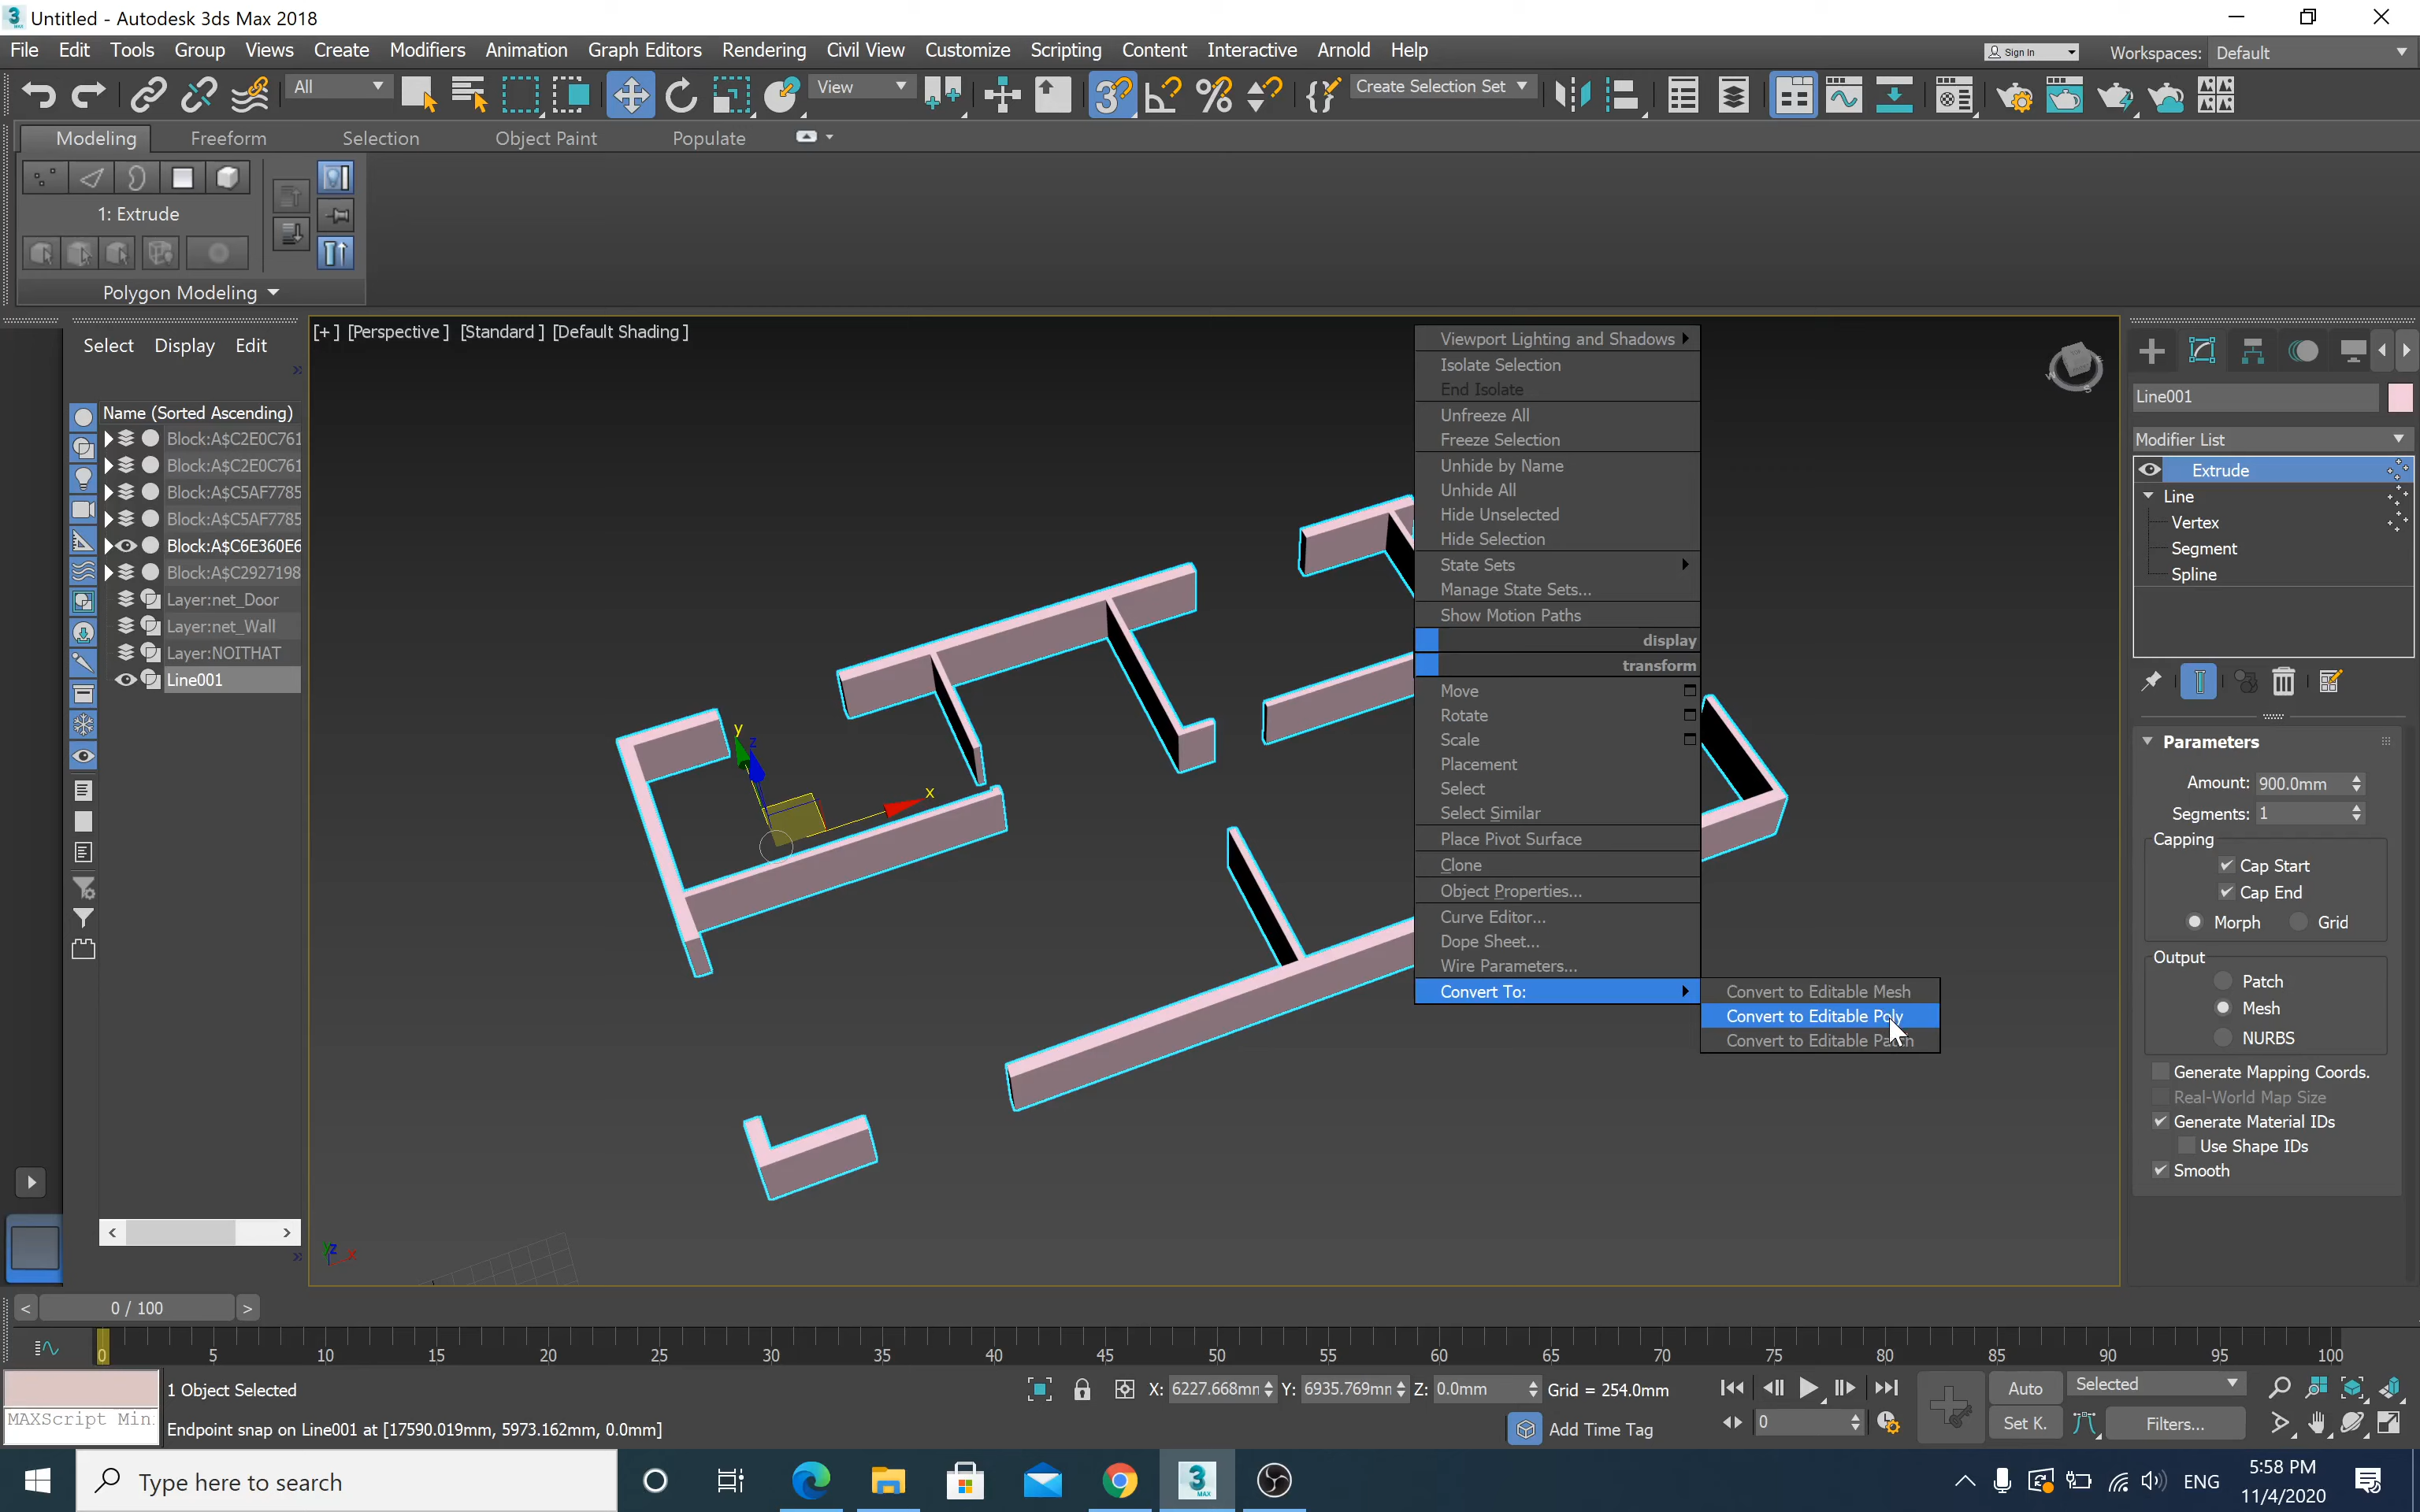 Untitled - Autodesk 3ds Max 2018
File Edit Tools Group Views Create Modifiers Animation Graph Editors Rendering Civil View Customize Scripting Content Interactive Arnold Help
Sign In
Workspaces: Default
All
View
Create Selection Set
Modeling Freeform Selection Object Paint Populate
1: Extrude
Polygon Modeling
Select Display Edit
Name (Sorted Ascending)
Block:A$C2E0C761
Block:A$C2E0C761
Block:A$C5AF7785
Block:A$C5AF7785
Block:A$C6E360E6
Block:A$C2927198
Layer:net_Door
Layer:net_Wall
Layer:NOITHAT
Line001
[+] [Perspective] [Standard] [Default Shading]
y
z
x
Viewport Lighting and Shadows
Isolate Selection
End Isolate
Unfreeze All
Freeze Selection
Unhide by Name
Unhide All
Hide Unselected
Hide Selection
State Sets
Manage State Sets...
Show Motion Paths
display
transform
Move
Rotate
Scale
Placement
Select
Select Similar
Place Pivot Surface
Clone
Object Properties...
Curve Editor...
Dope Sheet...
Wire Parameters...
Convert To:
Convert to Editable Mesh
Convert to Editable Poly
Convert to Editable Patch
Line001
Modifier List
Extrude
Line
Vertex
Segment
Spline
Parameters
Amount: 900.0mm
Segments: 1
Capping
Cap Start
Cap End
Morph Grid
Output
Patch
Mesh
NURBS
Generate Mapping Coords.
Real-World Map Size
Generate Material IDs
Use Shape IDs
Smooth
< 0 / 100 >
0 5 10 15 20 25 30 35 40 45 50 55 60 65 70 75 80 85 90 95 100
1 Object Selected
MAXScript Min
Endpoint snap on Line001 at [17590.019mm, 5973.162mm, 0.0mm]
X: 6227.668mm Y: 6935.769mm Z: 0.0mm Grid = 254.0mm
Add Time Tag
0
Auto Selected
Set K. Filters...
Type here to search
ENG
5:58 PM
11/4/2020